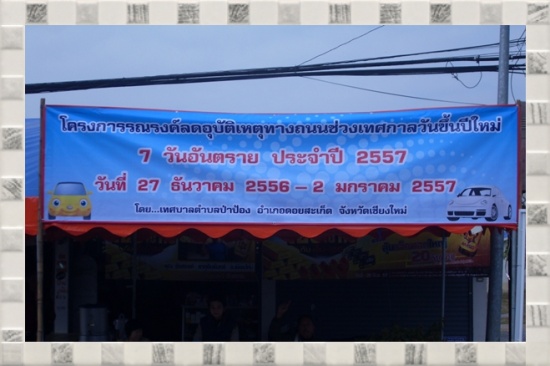 โครงการรณรงค์ลดอุบัติเหตุทางถนนช่วงเทศกาลวันขึ้นปีใหม่
7 วันอันตราย ประจำปี 2557
วันที่ 27 ธันวาคม 2556 – 2 มกราคม 2557
โดย...เทศบาลตำบลป่าป้อง อำเภอดอยสะเก็ด จังหวัดเชียงใหม่